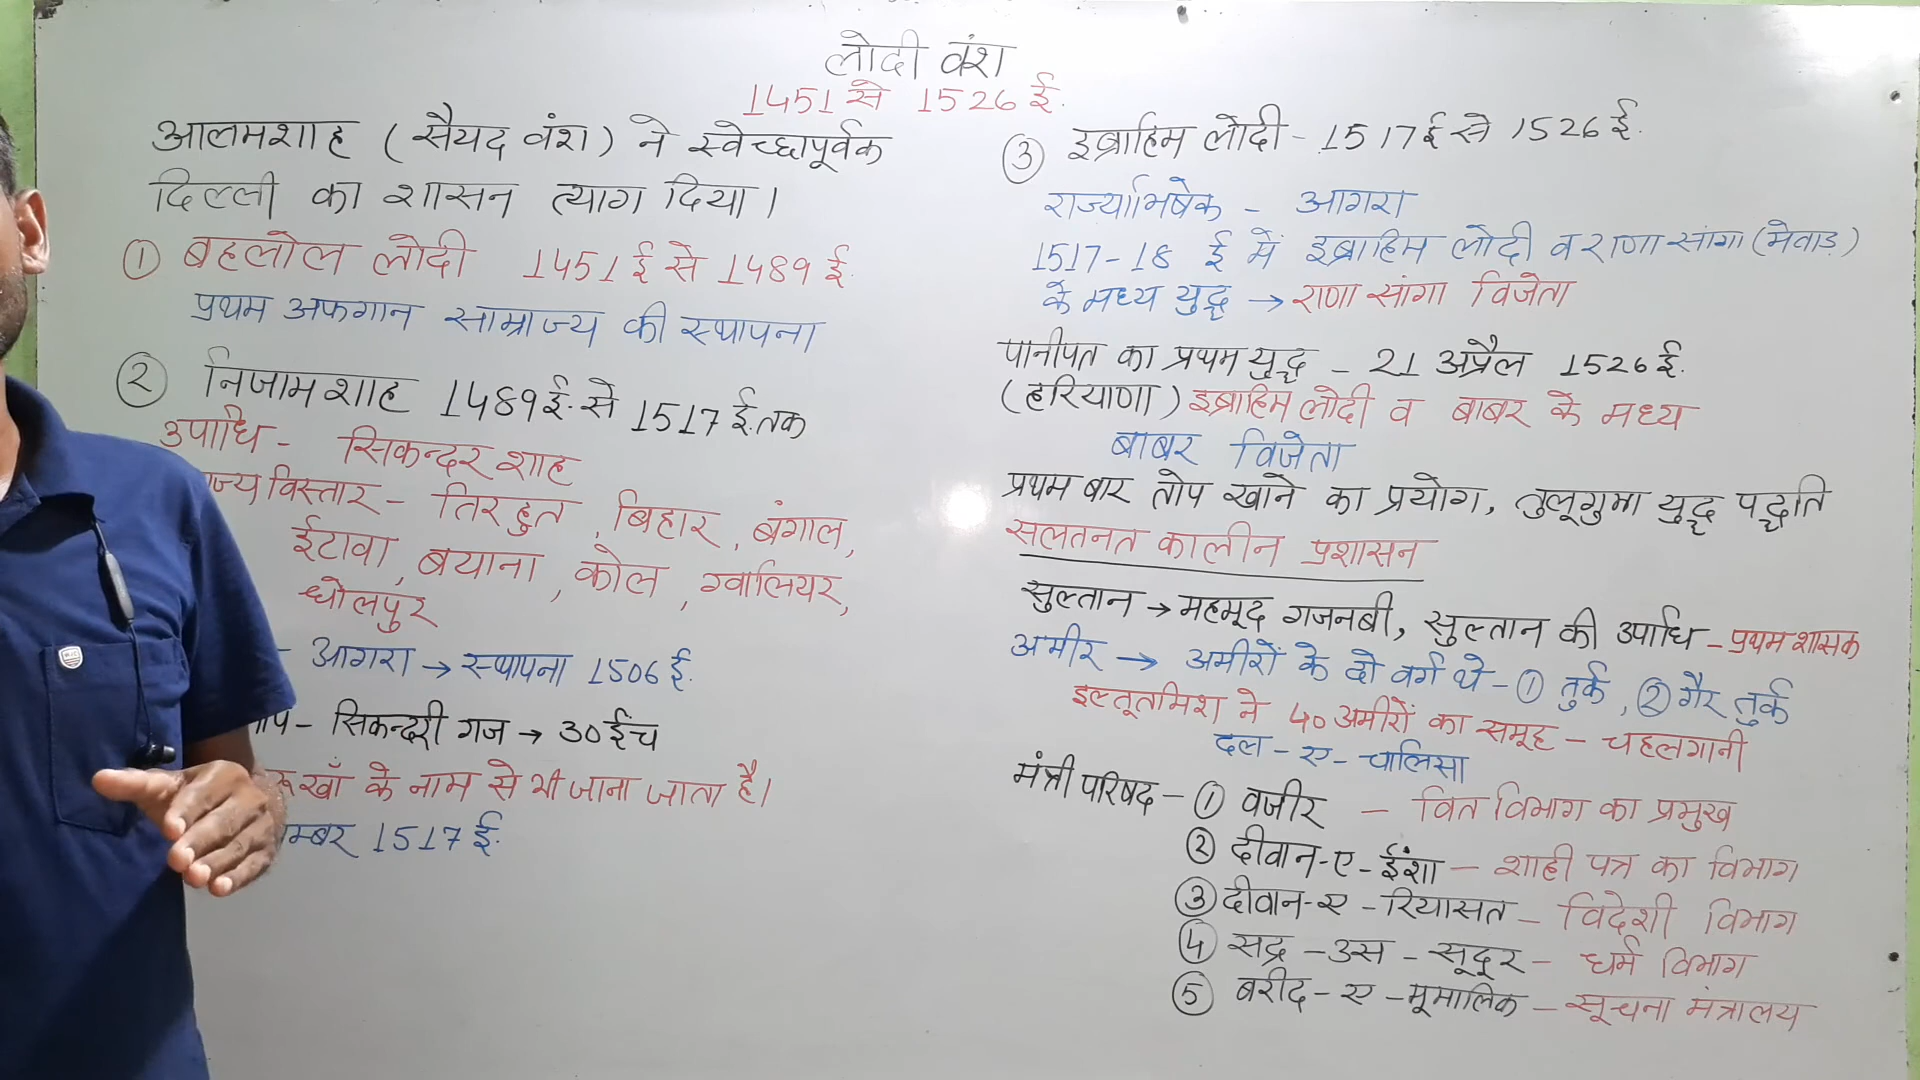 लोदी वंश
1451 से 1526 ई.
आलमशाह (सैयद वंश) ने स्वेच्छापूर्वक
दिल्ली का शासन त्याग दिया।
① बहलोल लोदी 1451 ई से 1489 ई.
प्रथम अफगान साम्राज्य की स्थापना
② निजाम शाह 1489 ई. से 1517 ई. तक
उपाधि - सिकन्दर शाह
ज्य विस्तार - तिरहुत, बिहार, बंगाल,
ईटावा, बयाना, कोल, ग्वालियर,
धोलपुर
- आगरा → स्थापना 1506 ई.
- सिकन्दरी गज → 30 ईंच
रूखाँ के नाम से भी जाना जाता है।
म्बर 1517 ई.
③ इब्राहिम लोदी - 1517 ई से 1526 ई.
राज्याभिषेक - आगरा
1517-18 ई में इब्राहिम लोदी व राणा सांगा (मेवाड़)
के मध्य युद्ध → राणा सांगा विजेता
पानीपत का प्रथम युद्ध - 21 अप्रैल 1526 ई.
(हरियाणा) इब्राहिम लोदी व बाबर के मध्य
बाबर विजेता
प्रथम बार तोप खाने का प्रयोग, तुलूगुमा युद्ध पद्धति
सलतनत कालीन प्रशासन
सुल्तान → महमूद गजनबी, सुल्तान की उपाधि - प्रथम शासक
अमीर → अमीरों के दो वर्ग थे - ① तुर्क, ② गैर तुर्क
इल्तूतमिश ने 40 अमीरों का समूह - चहलगानी
दल - ए - चालिसा
मंत्री परिषद - ① वजीर - वित विभाग का प्रमुख
② दीवान-ए-ईंशा - शाही पत्र का विभाग
③ दीवान-ए-रियासत - विदेशी विभाग
④ सद्र-उस-सूदूर - धर्म विभाग
⑤ बरीद-ए-मूमालिक - सूचना मंत्रालय